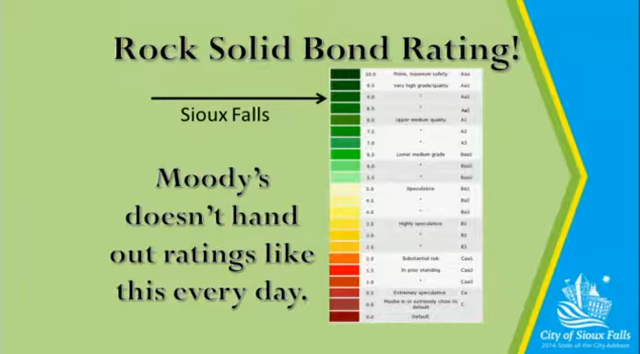 Rock Solid Bond Rating!
Sioux Falls
Moody's
doesn't hand
out ratings like
this every day.
10.0 Prime, maximum safety Aaa
9.5 very high grade/quality Aa1
9.0 " Aa2
8.5 " Aa3
8.0 Upper medium quality A1
7.5 " A2
7.0 " A3
6.5 Lower medium grade Baa1
6.0 " Baa2
5.5 " Baa3
5.0 Speculative Ba1
4.5 " Ba2
4.0 " Ba3
3.5 Highly speculative B1
3.0 " B2
2.5 " B3
2.0 Substantial risk Caa1
1.5 In poor standing Caa2
1.0 " Caa3
0.5 Extremely speculative Ca
Maybe in or extremely close to
default C
0.0 Default
City of Sioux Falls
2014 State of the City Address